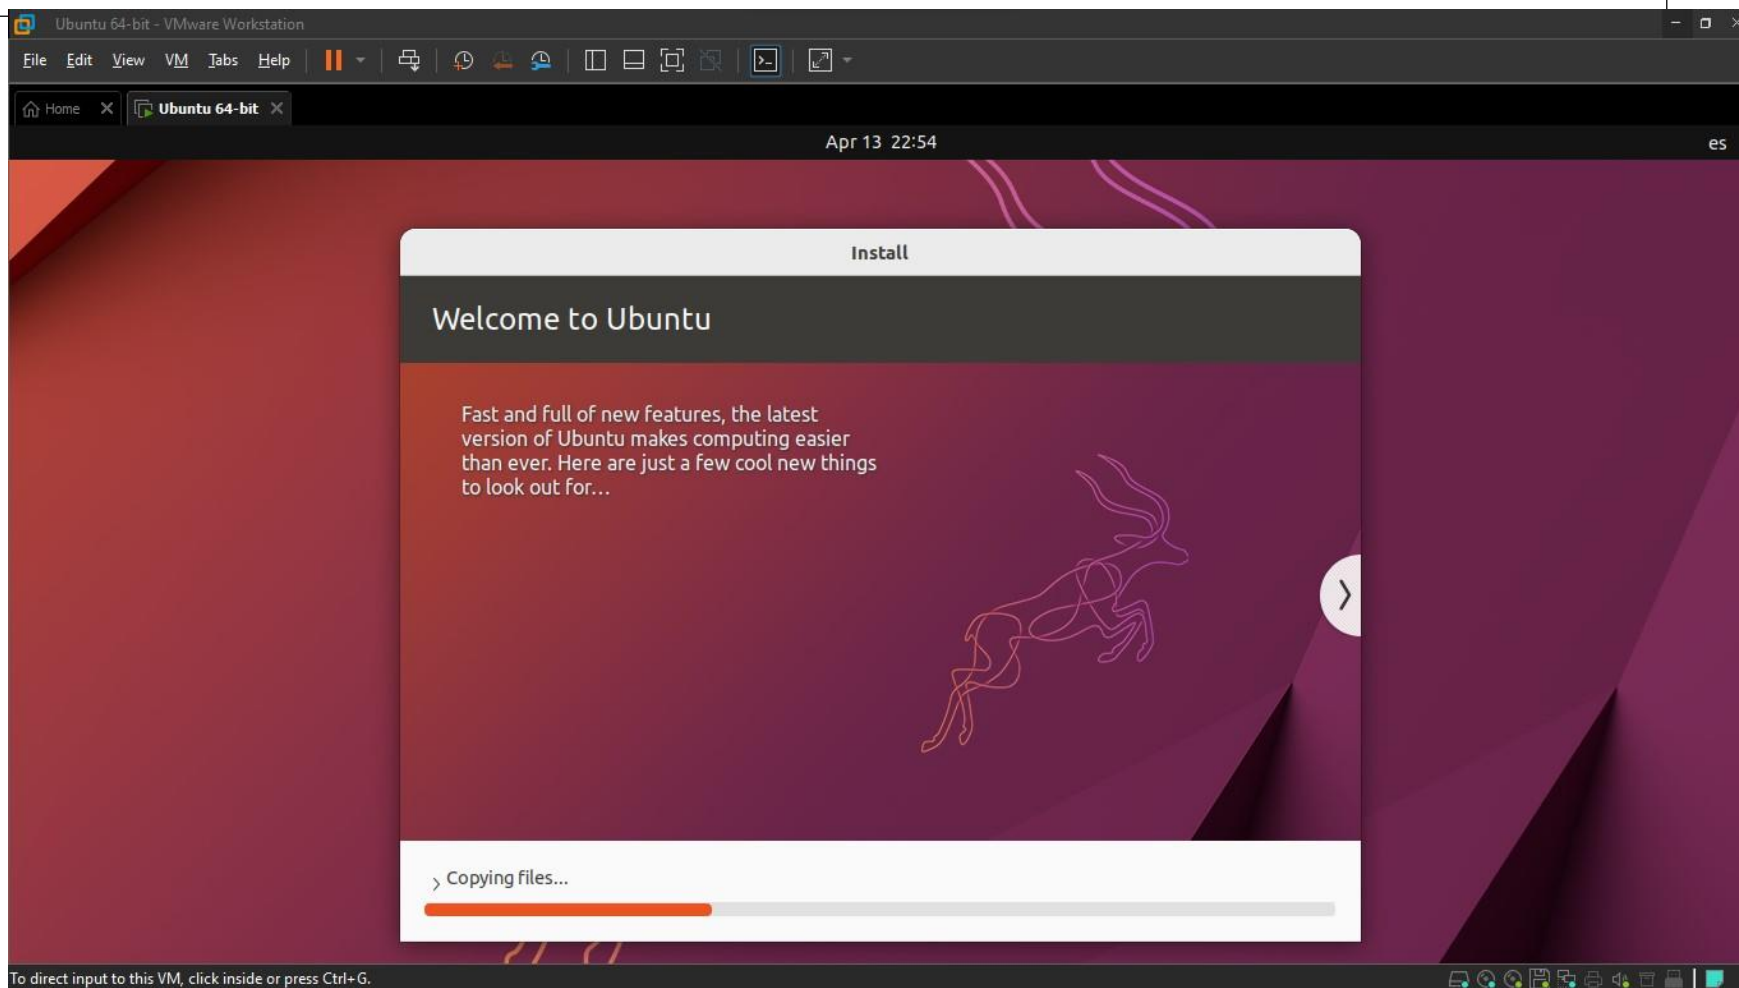 Ubuntu 64-bit - VMware Workstation
File Edit View VM Tabs Help
Home Ubuntu 64-bit
Apr 13 22:54 es
Install
Welcome to Ubuntu
Fast and full of new features, the latest
version of Ubuntu makes computing easier
than ever. Here are just a few cool new things
to look out for...
Copying files...
To direct input to this VM, click inside or press Ctrl+G.